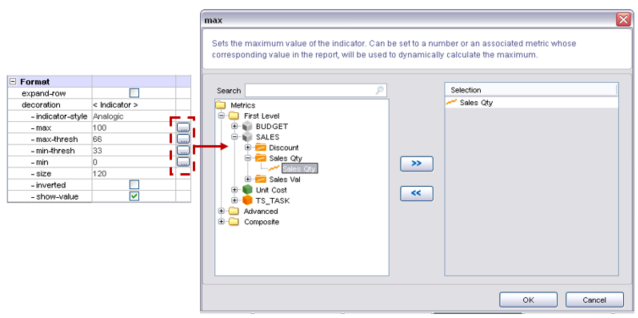 Format
expand-row
decoration < Indicator >
- indicator-style Analogic
- max 100
- max-thresh 66
- min-thresh 33
- min 0
- size 120
- inverted
- show-value
max
Sets the maximum value of the indicator. Can be set to a number or an associated metric whose
corresponding value in the report, will be used to dynamically calculate the maximum.
Search
Metrics
First Level
BUDGET
SALES
Discount
Sales Qty
Sales Qty
Sales Val
Unit Cost
TS_TASK
Advanced
Composite
>>
<<
Selection
Sales Qty
OK
Cancel